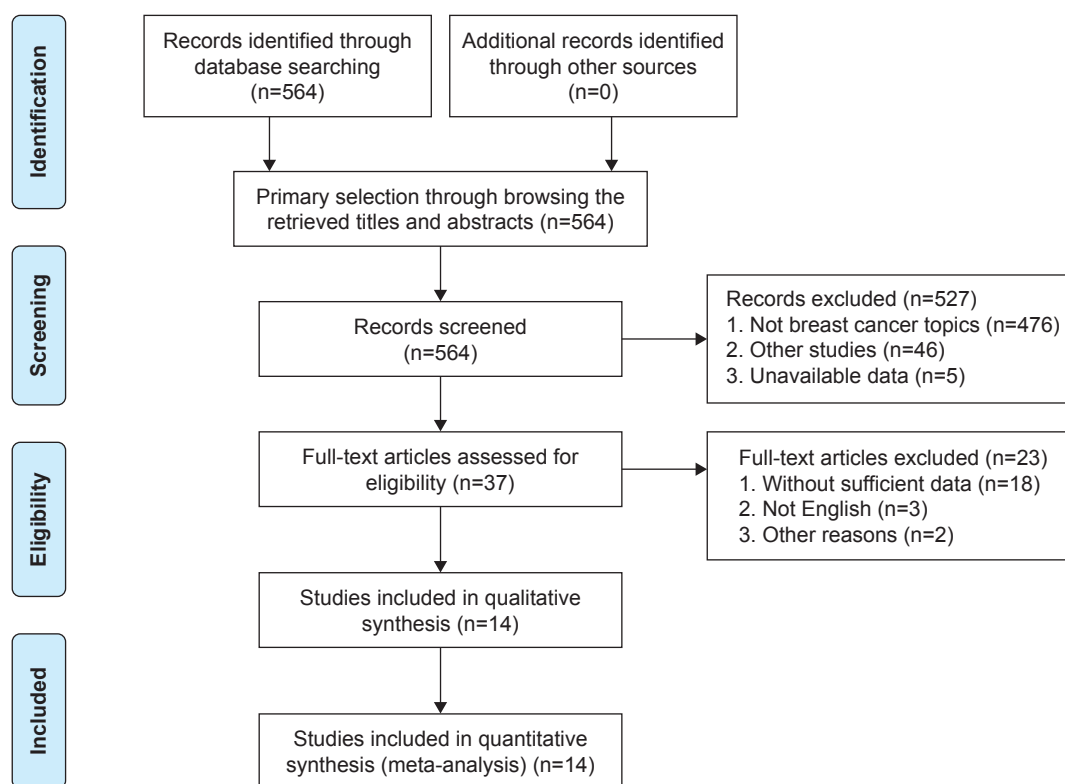 Identification
Records identified through
database searching
(n=564)
Additional records identified
through other sources
(n=0)
Primary selection through browsing the
retrieved titles and abstracts (n=564)
Screening
Records screened
(n=564)
Records excluded (n=527)
1. Not breast cancer topics (n=476)
2. Other studies (n=46)
3. Unavailable data (n=5)
Eligibility
Full-text articles assessed for
eligibility (n=37)
Full-text articles excluded (n=23)
1. Without sufficient data (n=18)
2. Not English (n=3)
3. Other reasons (n=2)
Studies included in qualitative
synthesis (n=14)
Included
Studies included in quantitative
synthesis (meta-analysis) (n=14)